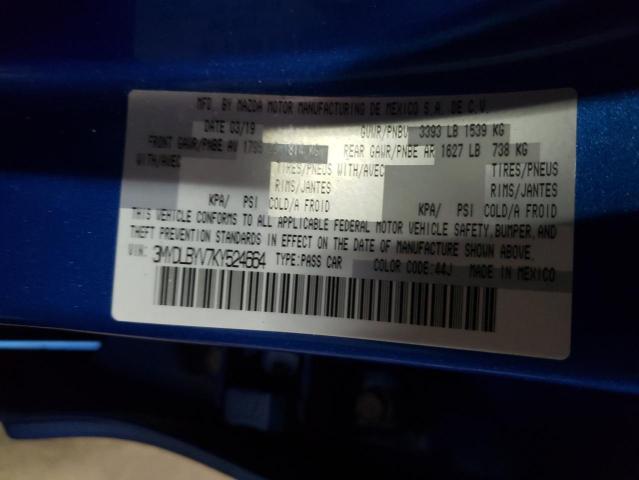 MFD. BY MAZDA MOTOR MANUFACTURING DE MEXICO S.A. DE C.V.
DATE 03/19 GVWR/PNBV 3393 LB 1539 KG
FRONT GAWR/PNBE AV REAR GAWR/PNBE AR 1627 LB 738 KG
WITH/AVEC TIRES/PNEUS WITH/AVEC TIRES/PNEUS
RIMS/JANTES RIMS/JANTES
KPA/ PSI COLD/A FROID KPA/ PSI COLD/A FROID
THIS VEHICLE CONFORMS TO ALL APPLICABLE FEDERAL MOTOR VEHICLE SAFETY, BUMPER, AND
THEFT PREVENTION STANDARDS IN EFFECT ON THE DATE OF MANUFACTURE SHOWN ABOVE.
VIN: 3MYDLBYV7KY524664 TYPE:PASS CAR COLOR CODE:44J MADE IN MEXICO